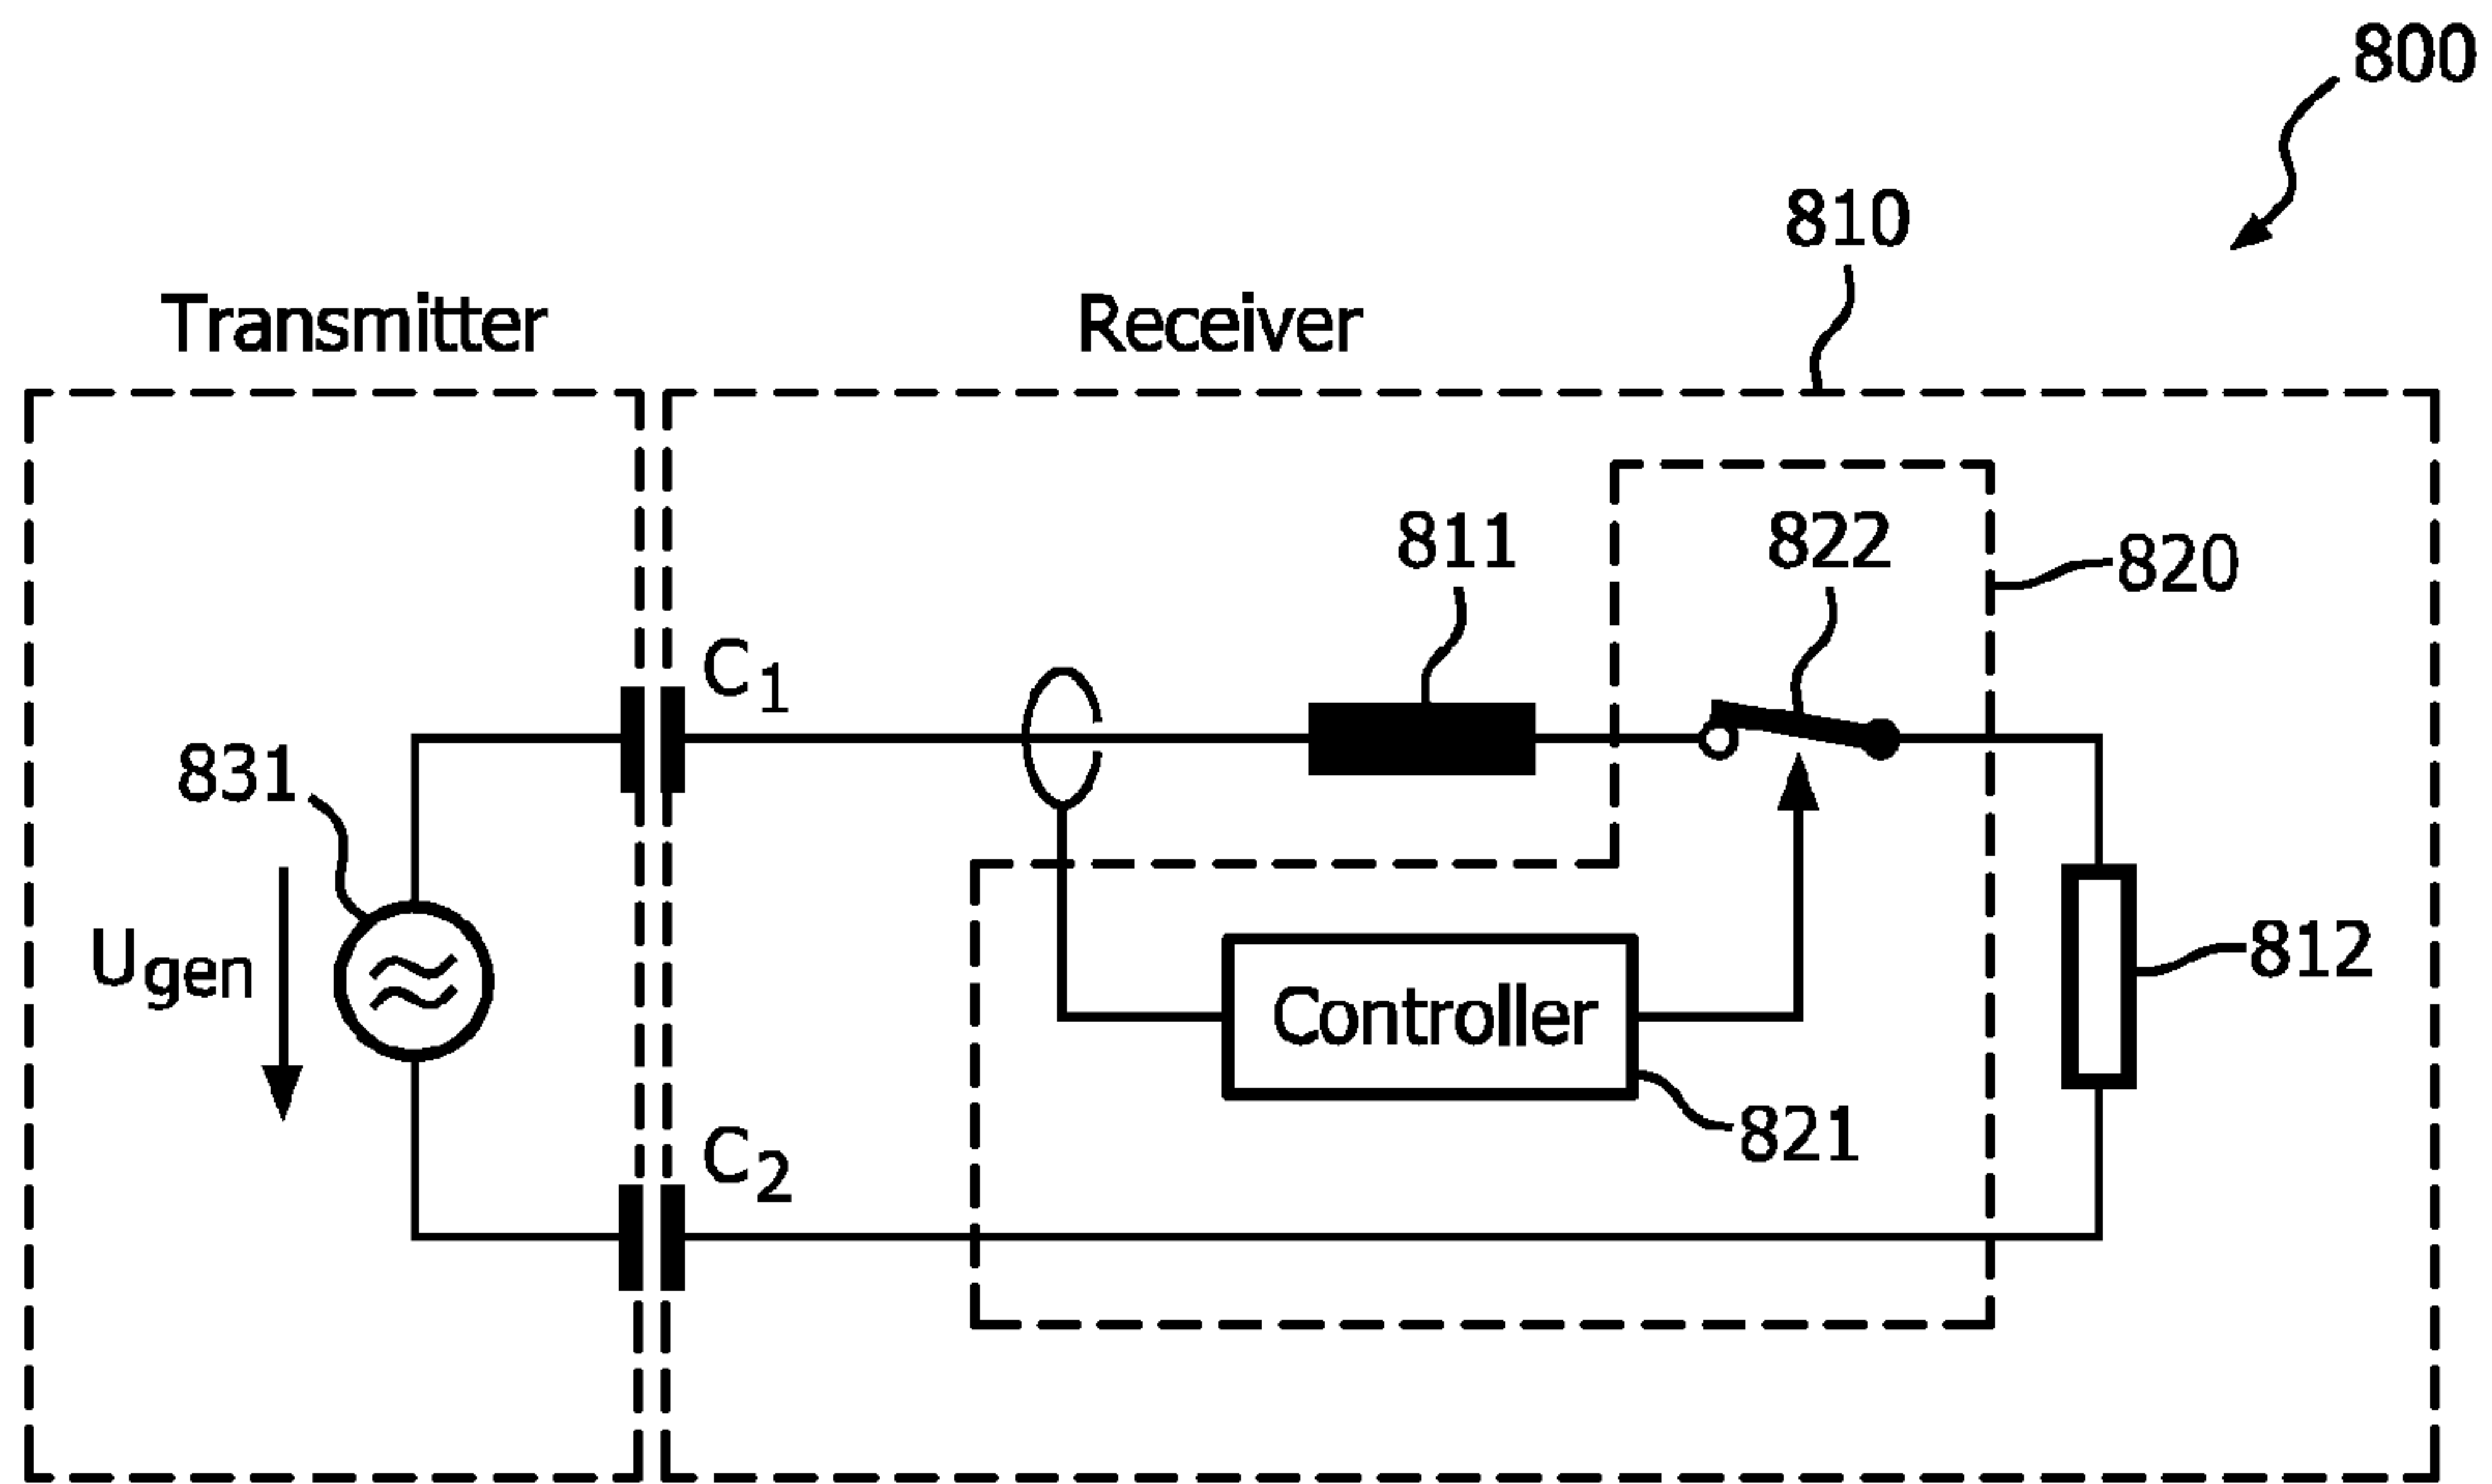 800
810
Transmitter
Receiver
811
822
820
C1
831
Ugen
812
Controller
821
C2